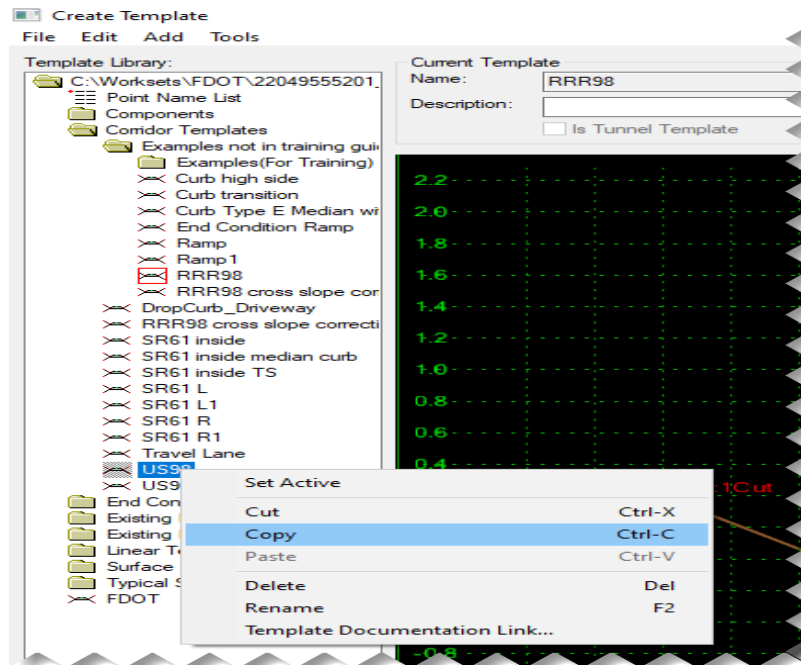 Create Template
File Edit Add Tools
Template Library:
C:\Worksets\FDOT\22049555201_
Point Name List
Components
Corridor Templates
Examples not in training gui
Examples(For Training)
Curb high side
Curb transition
Curb Type E Median wi
End Condition Ramp
Ramp
Ramp1
RRR98
RRR98 cross slope cor
DropCurb_Driveway
RRR98 cross slope correcti
SR61 inside
SR61 inside median curb
SR61 inside TS
SR61 L
SR61 L1
SR61 R
SR61 R1
Travel Lane
US98
US9
End Con
Existing
Existing
Linear Te
Surface
Typical S
FDOT
Current Template
Name: RRR98
Description:
Is Tunnel Template
2.2
2.0
1.8
1.6
1.4
1.2
1.0
0.8
0.6
0.4
1Cut
-0.8
Set Active
Cut Ctrl-X
Copy Ctrl-C
Paste Ctrl-V
Delete Del
Rename F2
Template Documentation Link...